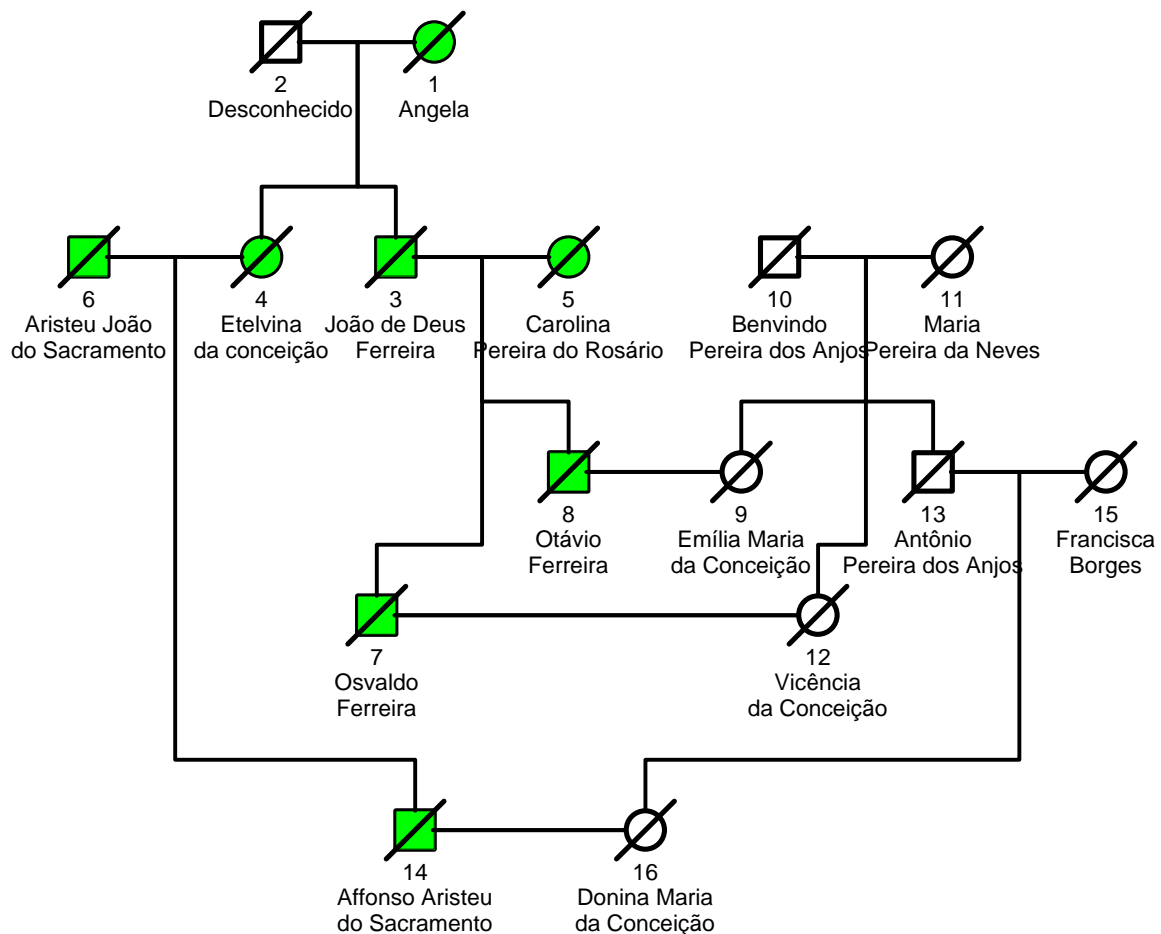 2
Desconhecido
1
Angela
6
Aristeu João
do Sacramento
4
Etelvina
da conceição
3
João de Deus
Ferreira
5
Carolina
Pereira do Rosário
10
Benvindo
Pereira dos Anjos
11
Maria
Pereira da Neves
8
Otávio
Ferreira
9
Emília Maria
da Conceição
13
Antônio
Pereira dos Anjos
15
Francisca
Borges
7
Osvaldo
Ferreira
12
Vicência
da Conceição
14
Affonso Aristeu
do Sacramento
16
Donina Maria
da Conceição